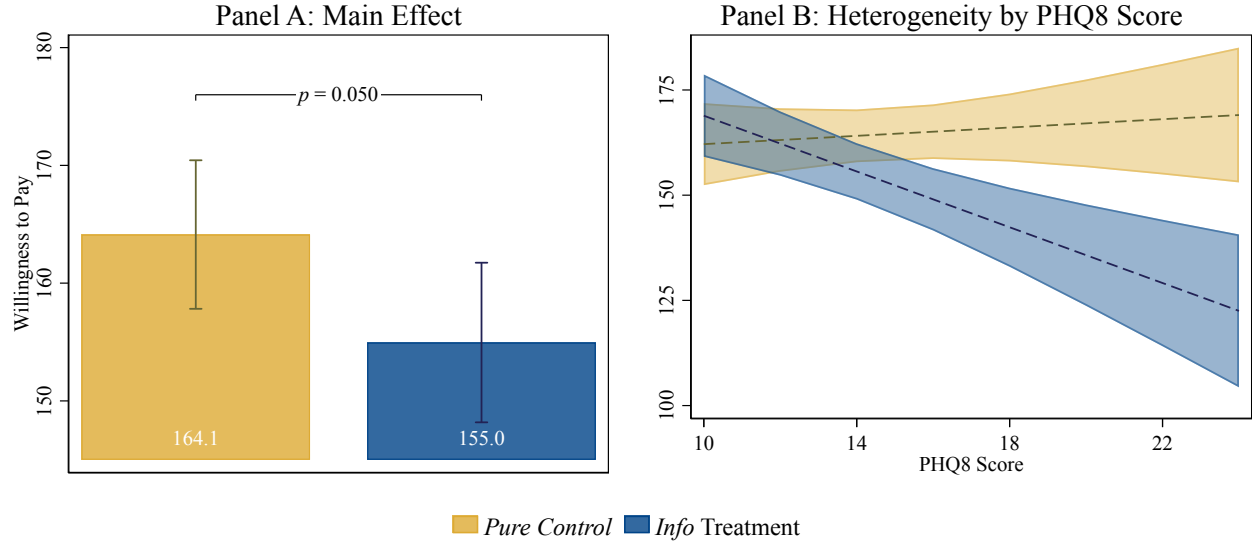 Panel A: Main Effect
Willingness to Pay
180
170
160
150
p = 0.050
164.1
155.0
Panel B: Heterogeneity by PHQ8 Score
175
150
125
100
10
14
18
22
PHQ8 Score
Pure Control
Info Treatment